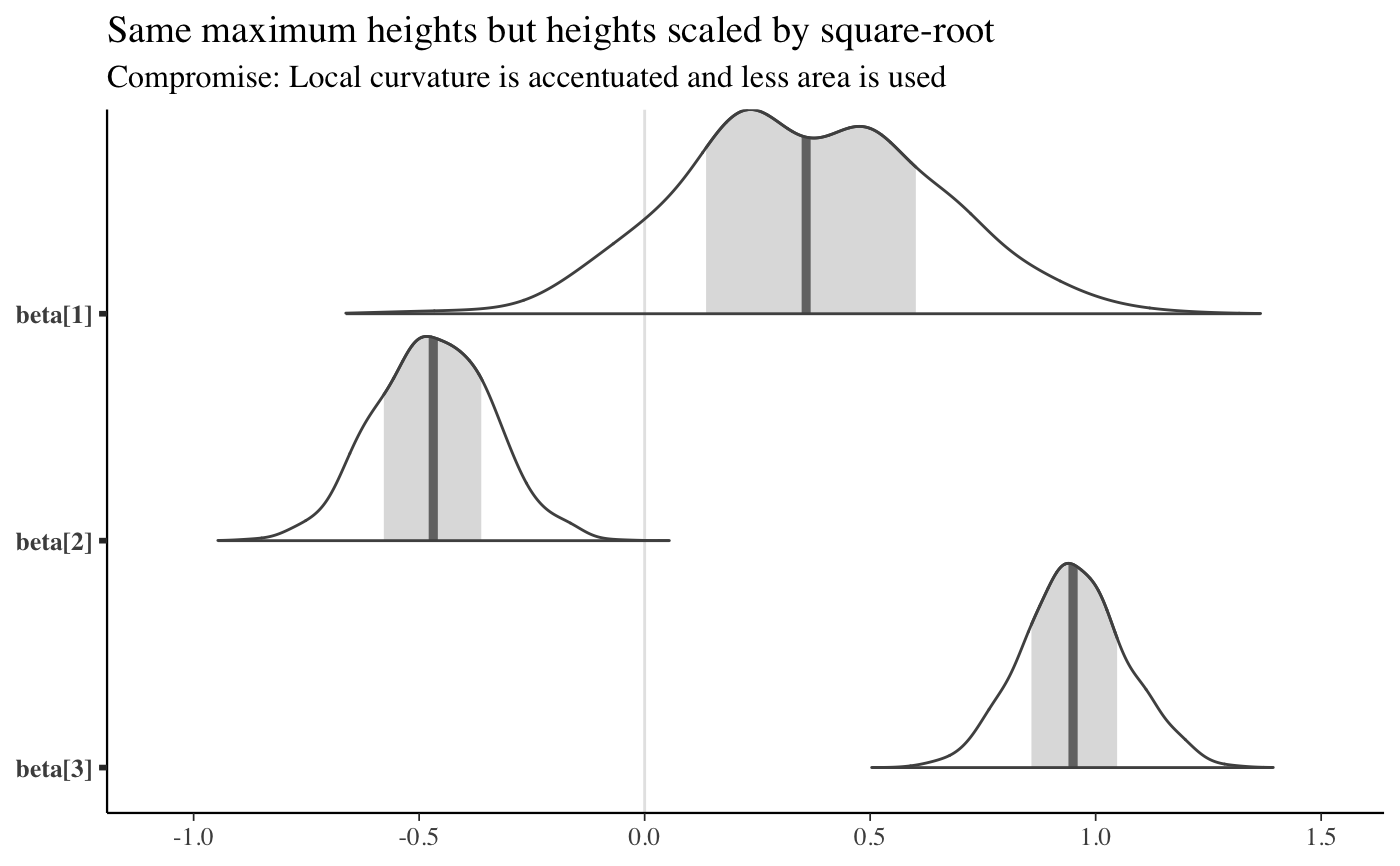 Same maximum heights but heights scaled by square-root
Compromise: Local curvature is accentuated and less area is used
beta[1]
beta[2]
beta[3]
-1.0 -0.5 0.0 0.5 1.0 1.5